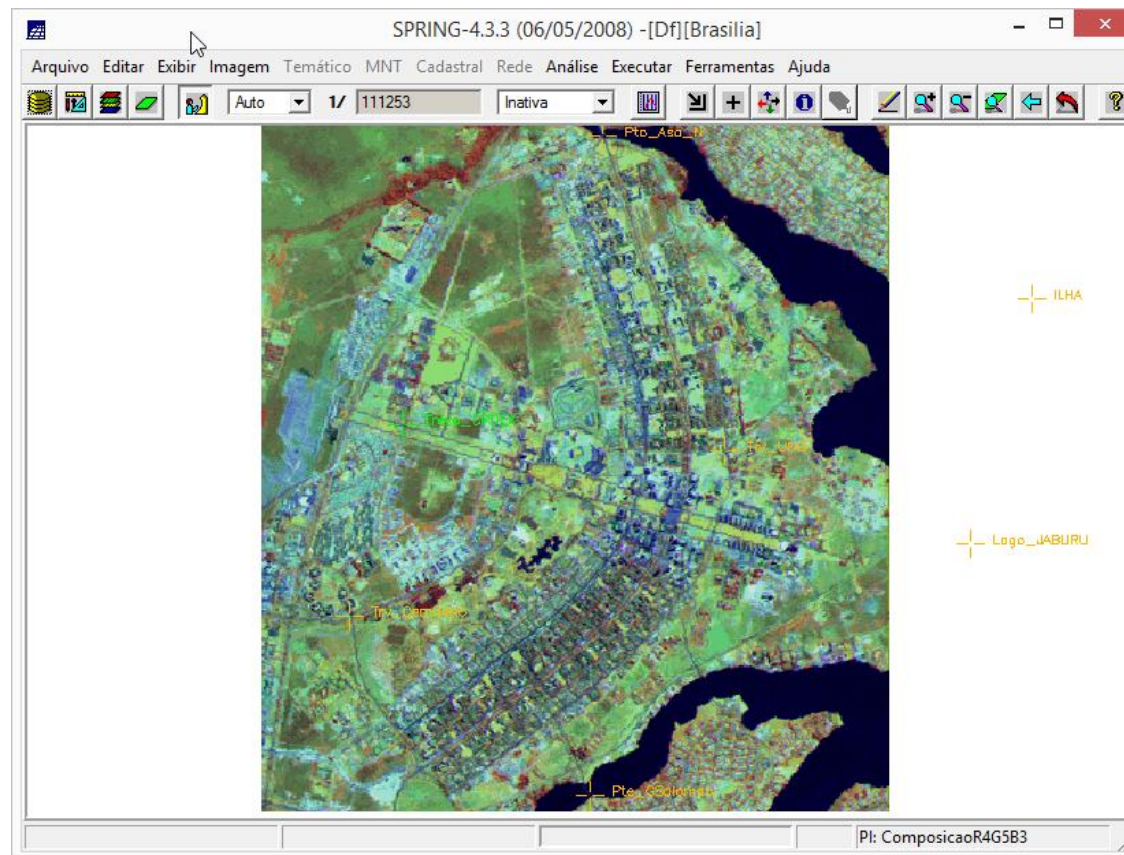 SPRING-4.3.3 (06/05/2008) -[Df][Brasilia]
Arquivo Editar Exibir Imagem Temático MNT Cadastral Rede Análise Executar Ferramentas Ajuda
Auto 1/ 111253 Inativa
Pto_Asa_N
ILHA
Lago_JABURU
PI: ComposicaoR4G5B3